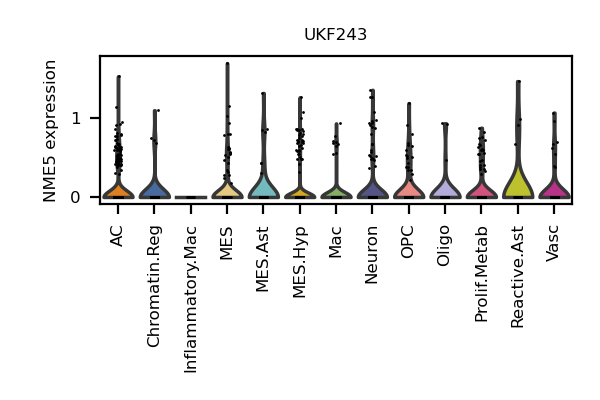 UKF243
NME5 expression
1
0
AC
Chromatin.Reg
Inflammatory.Mac
MES
MES.Ast
MES.Hyp
Mac
Neuron
OPC
Oligo
Prolif.Metab
Reactive.Ast
Vasc